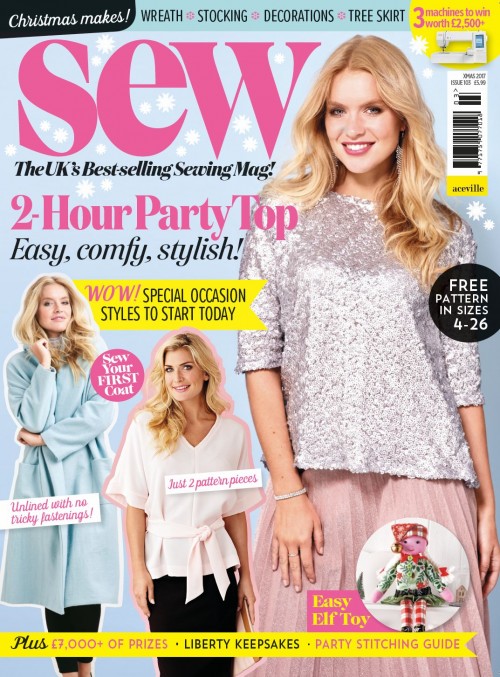 Christmas makes!
WREATH * STOCKING * DECORATIONS * TREE SKIRT
3 machines to win
worth £2,500+
sew
The UK's Best-selling Sewing Mag!
XMAS 2017
ISSUE 103 £5.99
aceville
2-Hour Party Top
Easy, comfy, stylish!
WOW! SPECIAL OCCASION
STYLES TO START TODAY
FREE
PATTERN
IN SIZES
4-26
Sew
Your
FIRST
Coat
Just 2 pattern pieces
Unlined with no
tricky fastenings!
Easy
Elf Toy
Plus £7,000+ OF PRIZES • LIBERTY KEEPSAKES • PARTY STITCHING GUIDE